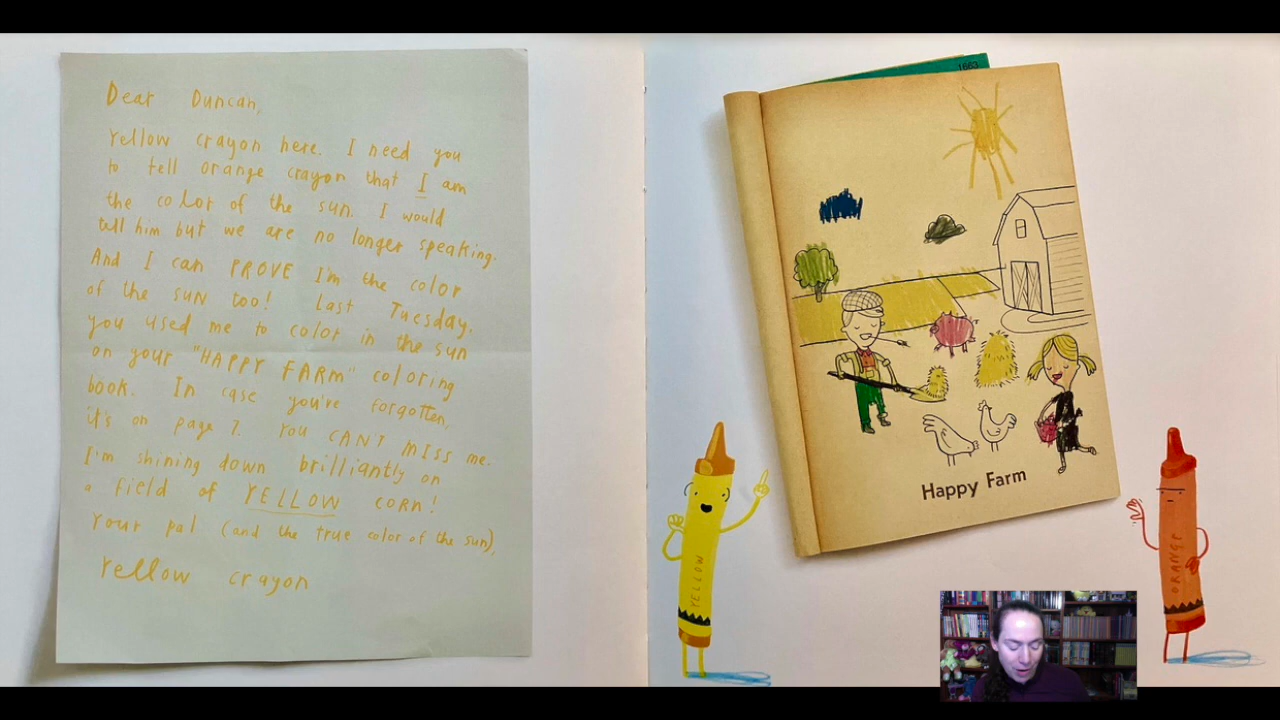 Dear Duncan,
Yellow crayon here. I need you
to tell orange crayon that I am
the color of the sun. I would
tell him but we are no longer speaking.
And I can PROVE I'm the color
of the sun too! Last Tuesday,
you used me to color in the sun
on your "HAPPY FARM" coloring
book. In case you've forgotten,
it's on page 7. You CAN'T MISS me.
I'm shining down brilliantly on
a field of YELLOW corn!
Your pal (and the true color of the sun),
Yellow crayon
1663
Happy Farm
YELLOW
ORANGE